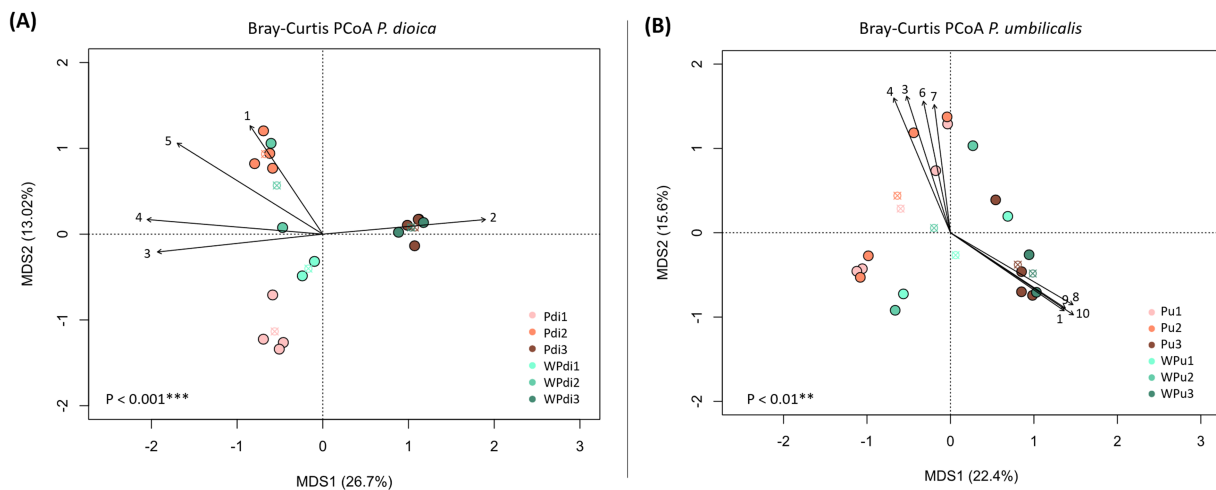 (A)
Bray-Curtis PCoA P. dioica
2
1
0
-1
-2
MDS2 (13.02%)
1
5
4
3
2
Pdi1
Pdi2
Pdi3
WPdi1
WPdi2
WPdi3
P < 0.001***
-2
-1
0
1
2
3
MDS1 (26.7%)
(B)
Bray-Curtis PCoA P. umbilicalis
2
1
0
-1
-2
MDS2 (15.6%)
4
3
6
7
9
8
10
1
Pu1
Pu2
Pu3
WPu1
WPu2
WPu3
P < 0.01**
-2
-1
0
1
2
3
MDS1 (22.4%)